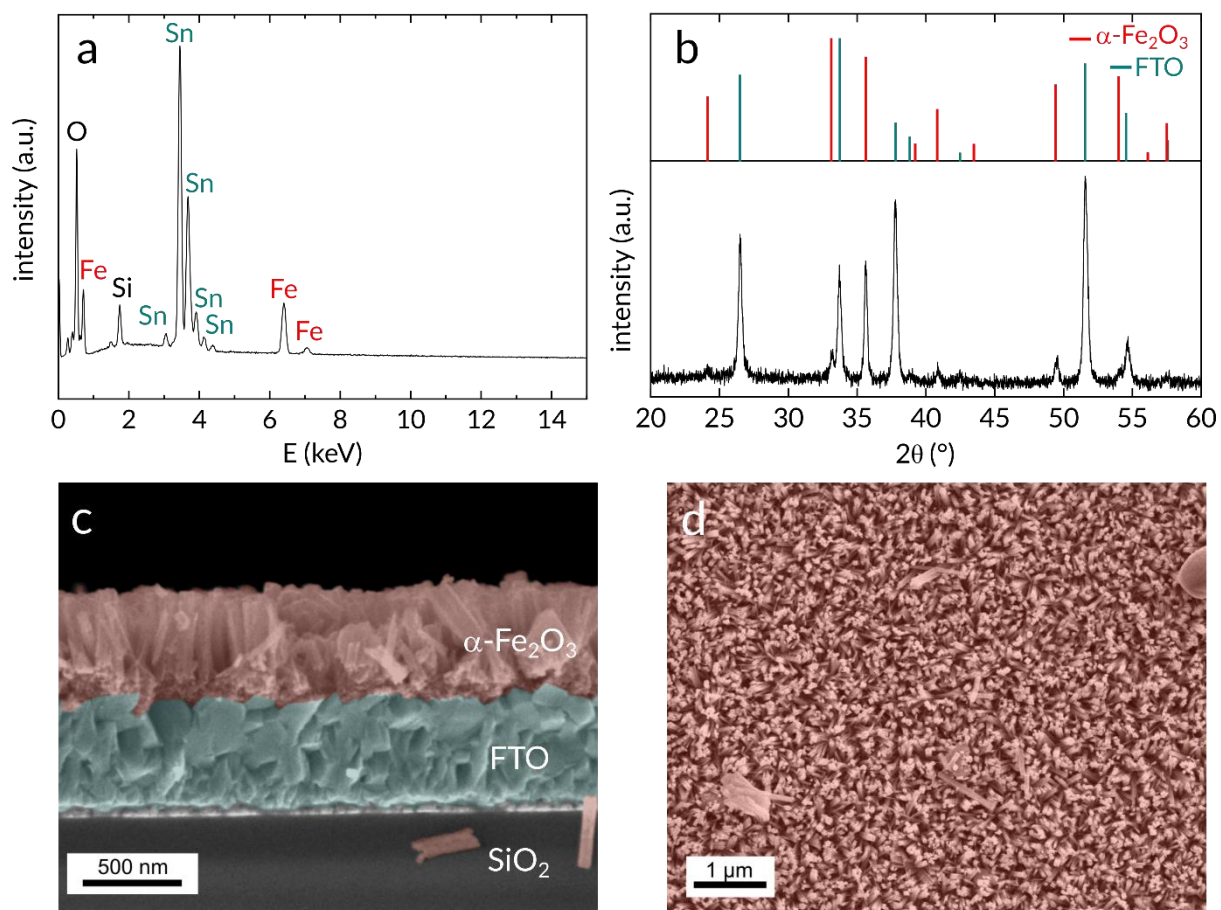 a
Sn
O
Sn
Fe
Si
Sn
Sn
Sn
Fe
Fe
intensity (a.u.)
0 2 4 6 8 10 12 14
E (keV)
b
α-Fe₂O₃
FTO
intensity (a.u.)
20 25 30 35 40 45 50 55 60
2θ (°)
c
α-Fe₂O₃
FTO
SiO₂
500 nm
d
1 µm